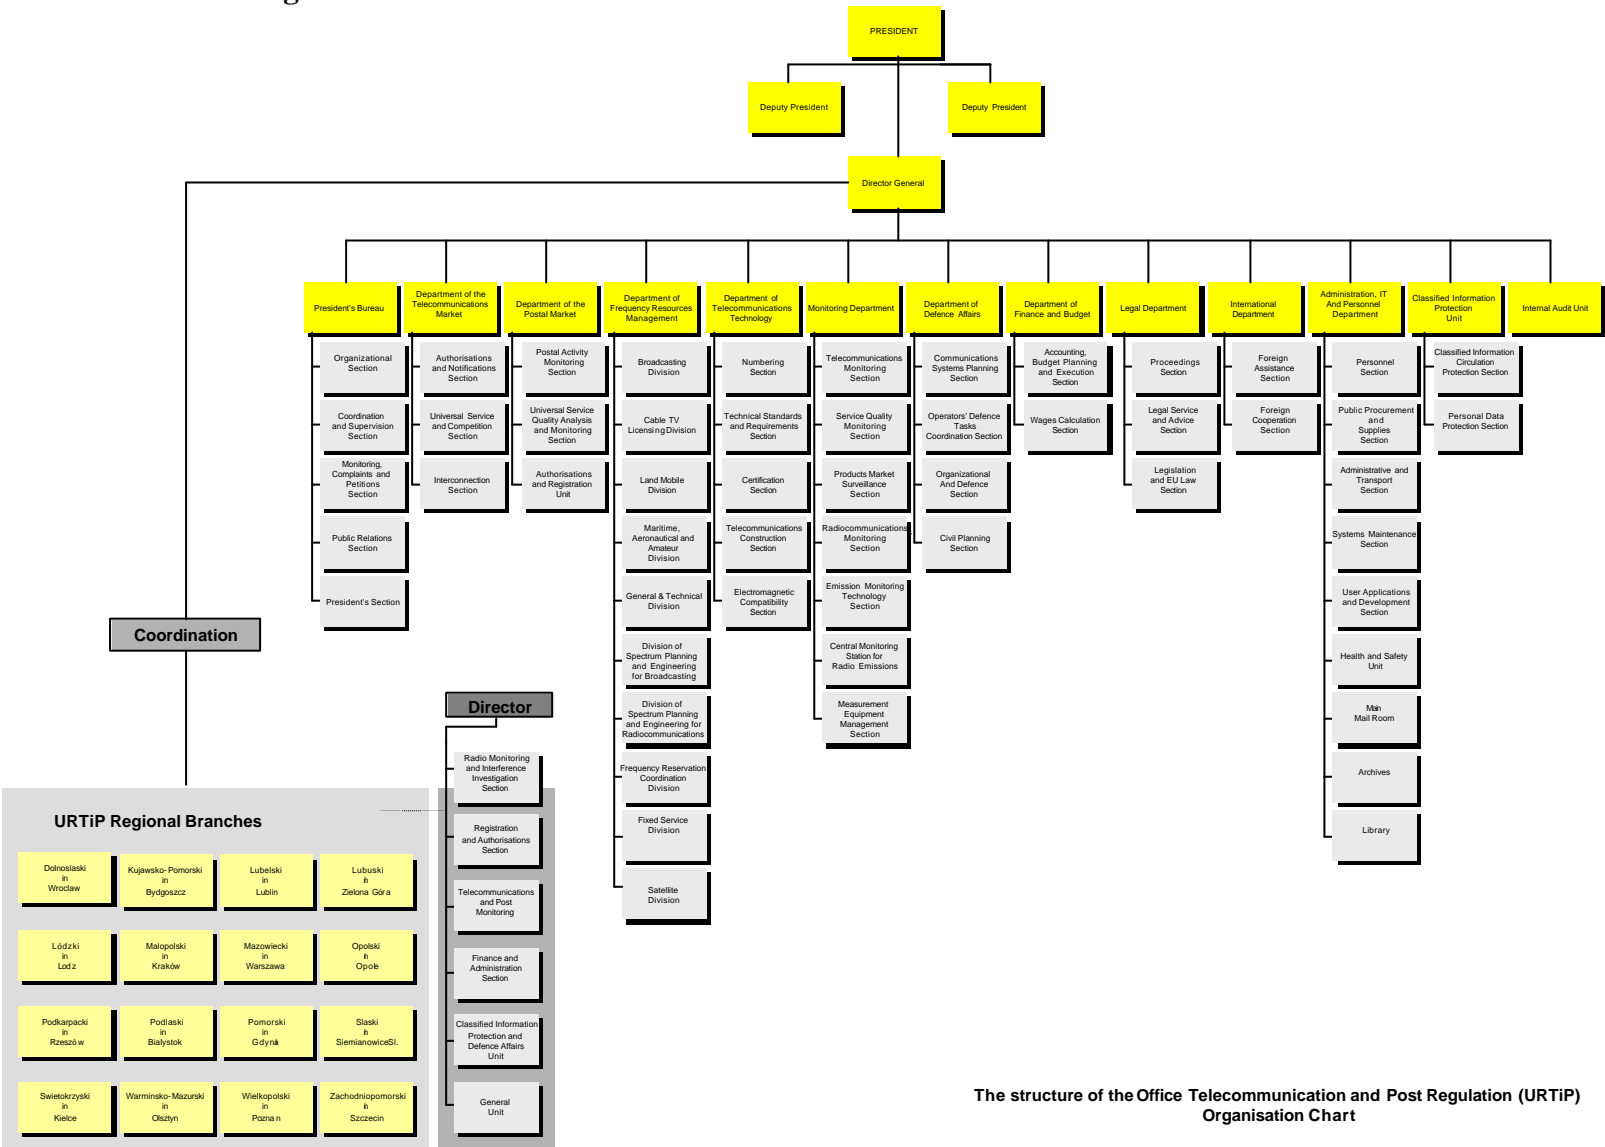 PRESIDENT
Deputy President
Deputy President
Director General
President's Bureau
Department of the
Telecommunications
Market
Department of the
Postal Market
Department of
Frequency Resources
Management
Department of
Telecommunications
Technology
Monitoring Department
Department of
Defence Affairs
Department of
Finance and Budget
Legal Department
International
Department
Administration, IT
And Personnel
Department
Classified Information
Protection
Unit
Internal Audit Unit
Organizational
Section
Coordination
and Supervision
Section
Monitoring,
Complaints and
Petitions
Section
Public Relations
Section
President's Section
Authorisations
and Notifications
Section
Universal Service
and Competition
Section
Interconnection
Section
Postal Activity
Monitoring
Section
Universal Service
Quality Analysis
and Monitoring
Section
Authorisations
and Registration
Unit
Broadcasting
Division
Cable TV
Licensing Division
Land Mobile
Division
Maritime,
Aeronautical and
Amateur
Division
General & Technical
Division
Division of
Spectrum Planning
and Engineering
for Broadcasting
Division of
Spectrum Planning
and Engineering for
Radiocommunications
Frequency Reservation
Coordination
Division
Fixed Service
Division
Satellite
Division
Numbering
Section
Technical Standards
and Requirements
Section
Certification
Section
Telecommunications
Construction
Section
Electromagnetic
Compatibility
Section
Telecommunications
Monitoring
Section
Service Quality
Monitoring
Section
Products Market
Surveillance
Section
Radiocommunications
Monitoring
Section
Emission Monitoring
Technology
Section
Central Monitoring
Station for
Radio Emissions
Measurement
Equipment
Management
Section
Communications
Systems Planning
Section
Operators' Defence
Tasks
Coordination Section
Organizational
And Defence
Section
Civil Planning
Section
Accounting,
Budget Planning
and Execution
Section
Wages Calculation
Section
Proceedings
Section
Legal Service
and Advice
Section
Legislation
and EU Law
Section
Foreign
Assistance
Section
Foreign
Cooperation
Section
Personnel
Section
Public Procurement
and
Supplies
Section
Administrative and
Transport
Section
Systems Maintenance
Section
User Applications
and Development
Section
Health and Safety
Unit
Main
Mail Room
Archives
Library
Classified Information
Circulation
Protection Section
Personal Data
Protection Section
Coordination
Director
Radio Monitoring
and Interference
Investigation
Section
Registration
and Authorisations
Section
Telecommunications
and Post
Monitoring
Finance and
Administration
Section
Classified Information
Protection and
Defence Affairs
Unit
General
Unit
URTiP Regional Branches
Dolnoslaski
in
Wroclaw
Kujawsko-Pomorski
in
Bydgoszcz
Lubelski
in
Lublin
Lubuski
in
Zielona Góra
Lódzki
in
Lodz
Malopolski
in
Kraków
Mazowiecki
in
Warszawa
Opolski
in
Opole
Podkarpacki
in
Rzeszów
Podlaski
in
Bialystok
Pomorski
in
Gdynia
Slaski
in
Siemianowice Sl.
Swietokrzyski
in
Kielce
Warminsko-Mazurski
in
Olsztyn
Wielkopolski
in
Poznan
Zachodniopomorski
in
Szczecin
The structure of the Office Telecommunication and Post Regulation (URTiP)
Organisation Chart